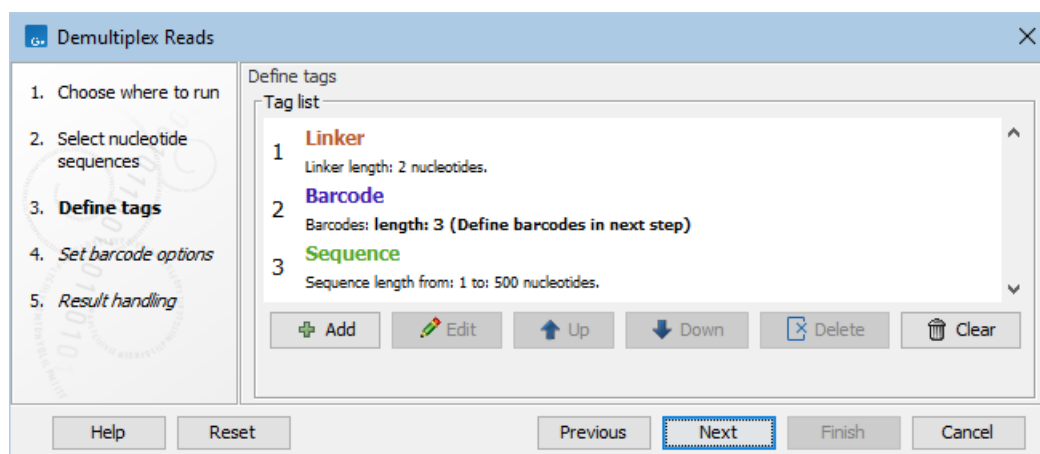 Demultiplex Reads
1. Choose where to run
2. Select nucleotide
sequences
3. Define tags
4. Set barcode options
5. Result handling
Define tags
Tag list
1 Linker
Linker length: 2 nucleotides.
2 Barcode
Barcodes: length: 3 (Define barcodes in next step)
3 Sequence
Sequence length from: 1 to: 500 nucleotides.
Add Edit Up Down Delete Clear
Help Reset Previous Next Finish Cancel